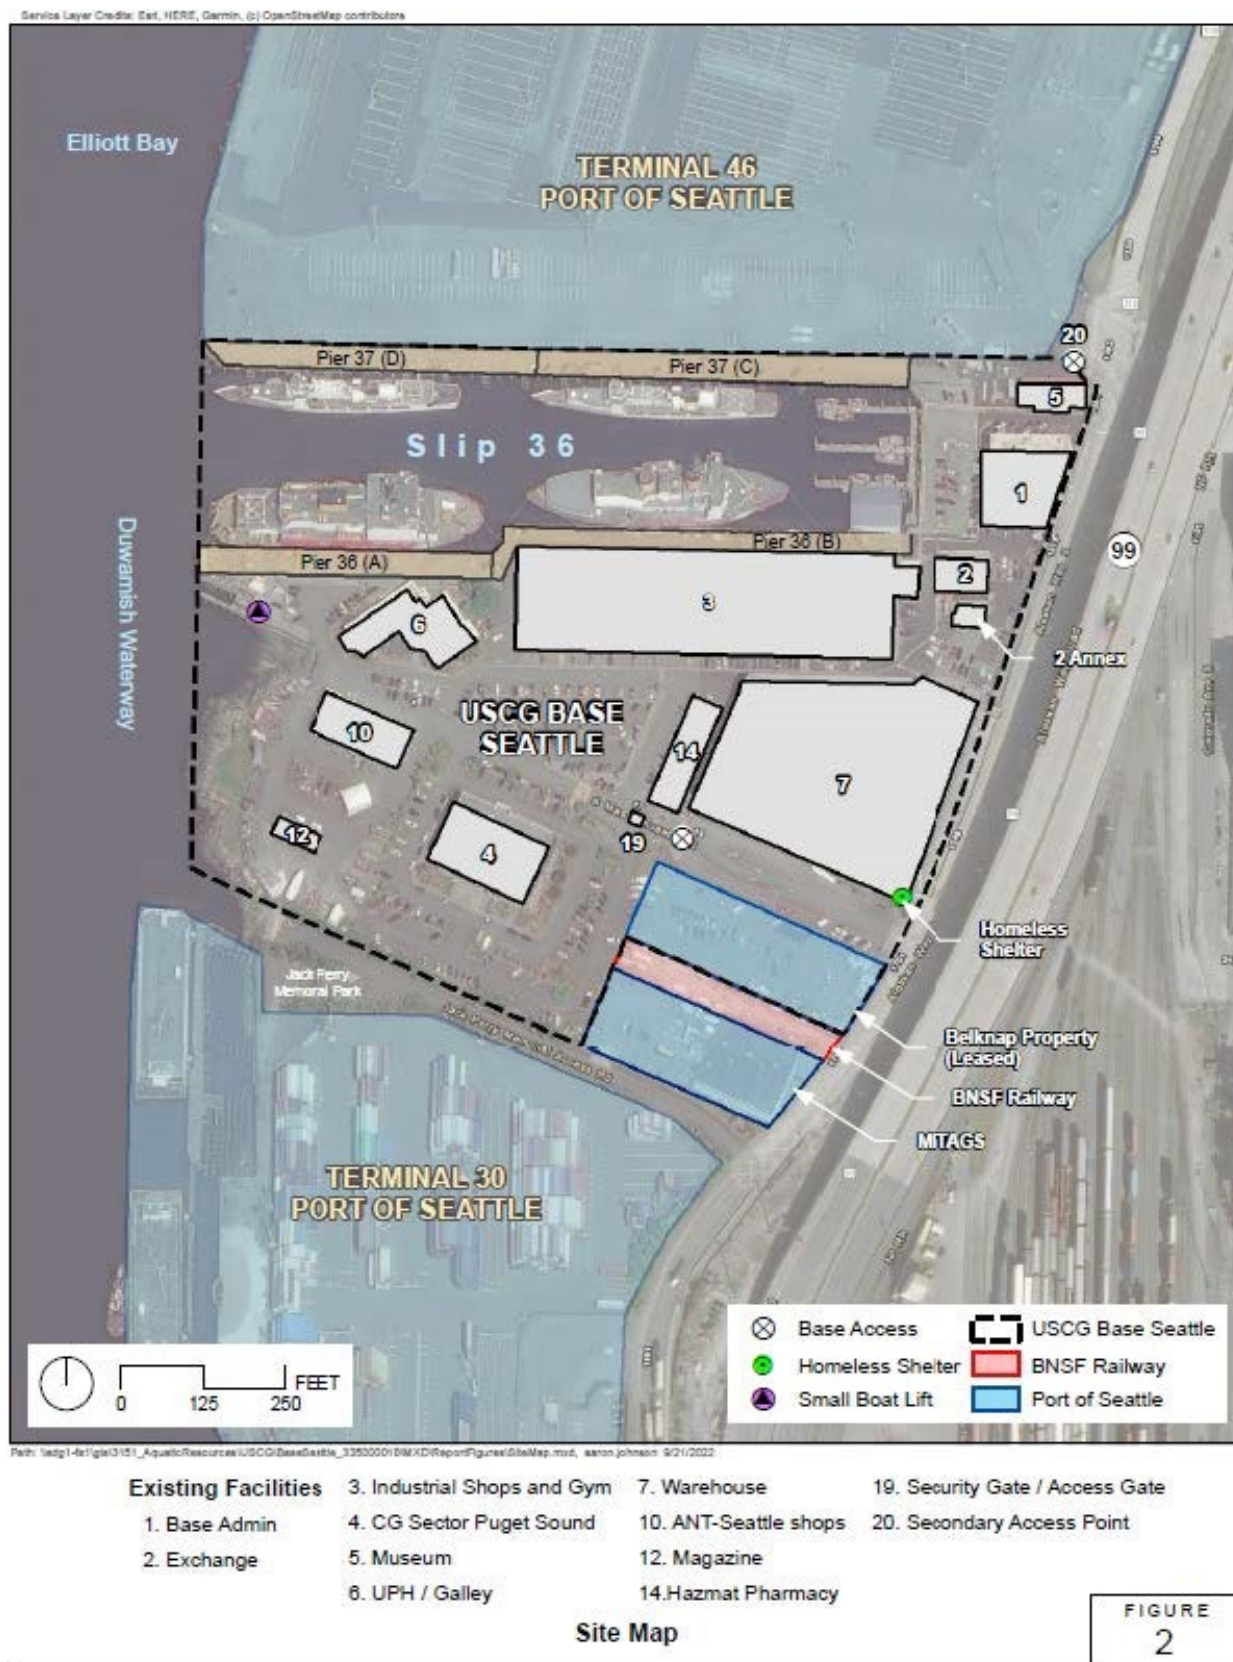 Service Layer Credits: Esri, HERE, Garmin, (c) OpenStreetMap contributors
Elliott Bay
TERMINAL 46
PORT OF SEATTLE
20
Pier 37 (D)
Pier 37 (C)
5
Slip 36
1
Pier 36 (A)
Pier 36 (B)
99
2
3
6
2 Annex
Duwamish Waterway
USCG BASE
SEATTLE
10
14
7
12
19
4
Homeless
Shelter
Jack Perry
Memorial Park
Belknap Property
(Leased)
BNSF Railway
MITAGS
TERMINAL 30
PORT OF SEATTLE
Base Access
USCG Base Seattle
Homeless Shelter
BNSF Railway
Small Boat Lift
Port of Seattle
0 125 250 FEET
aaron.johnson 9/21/2022
Existing Facilities
1. Base Admin
2. Exchange
3. Industrial Shops and Gym
4. CG Sector Puget Sound
5. Museum
6. UPH / Galley
7. Warehouse
10. ANT-Seattle shops
12. Magazine
14.Hazmat Pharmacy
19. Security Gate / Access Gate
20. Secondary Access Point
Site Map
FIGURE
2